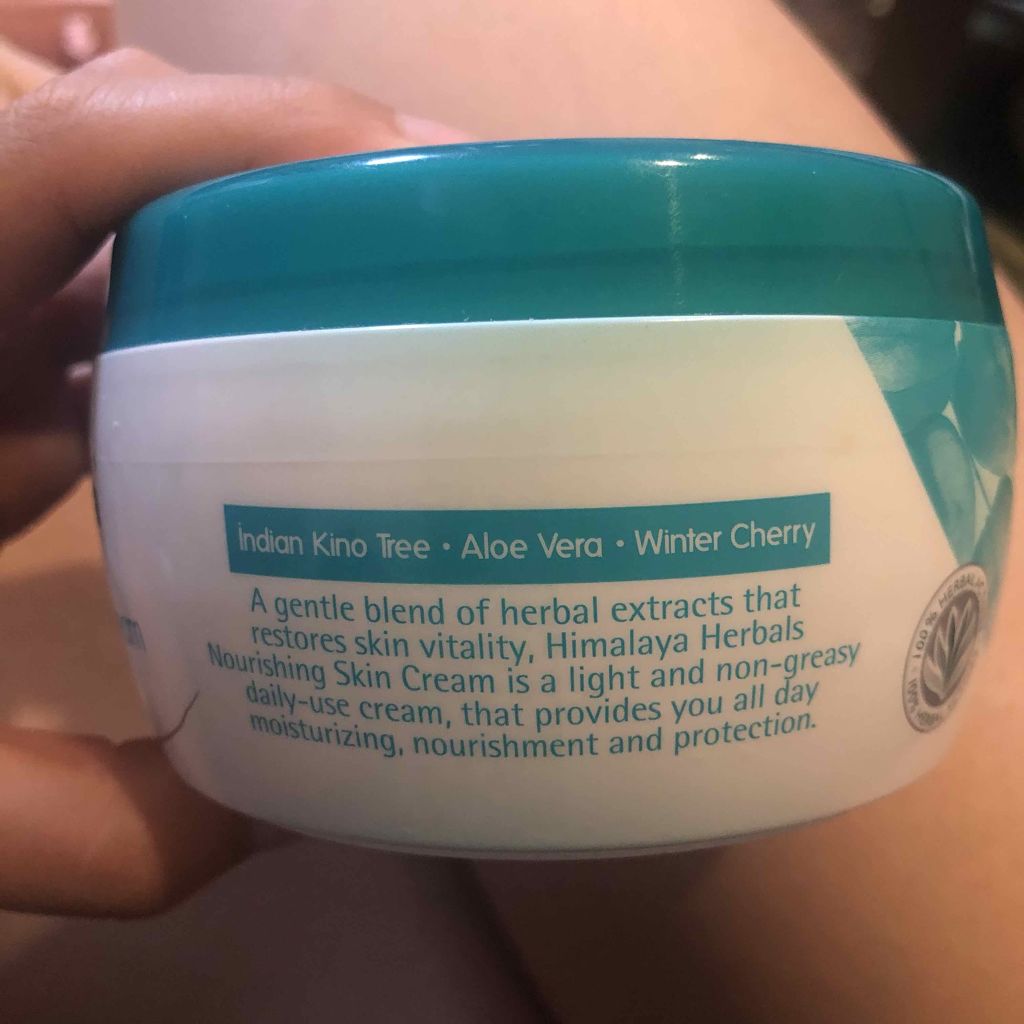 Indian Kino Tree • Aloe Vera • Winter Cherry
A gentle blend of herbal extracts that
restores skin vitality, Himalaya Herbals
Nourishing Skin Cream is a light and non-greasy
daily-use cream, that provides you all day
moisturizing, nourishment and protection.
100% HERBAL